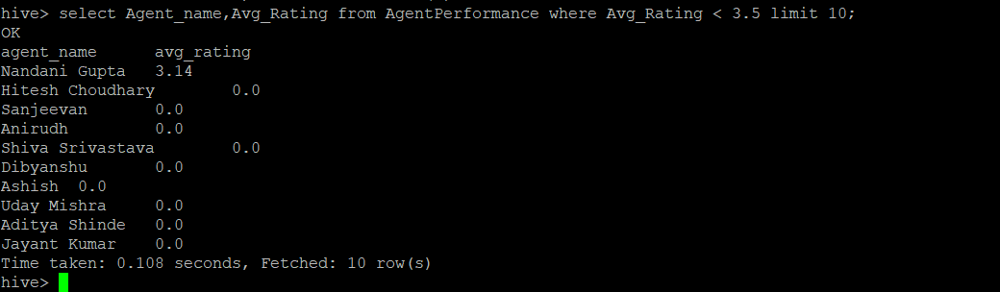 hive> select Agent_name,Avg_Rating from AgentPerformance where Avg_Rating < 3.5 limit 10;
OK
agent_name      avg_rating
Nandani Gupta   3.14
Hitesh Choudhary        0.0
Sanjeevan       0.0
Anirudh         0.0
Shiva Srivastava        0.0
Dibyanshu       0.0
Ashish  0.0
Uday Mishra     0.0
Aditya Shinde   0.0
Jayant Kumar    0.0
Time taken: 0.108 seconds, Fetched: 10 row(s)
hive>